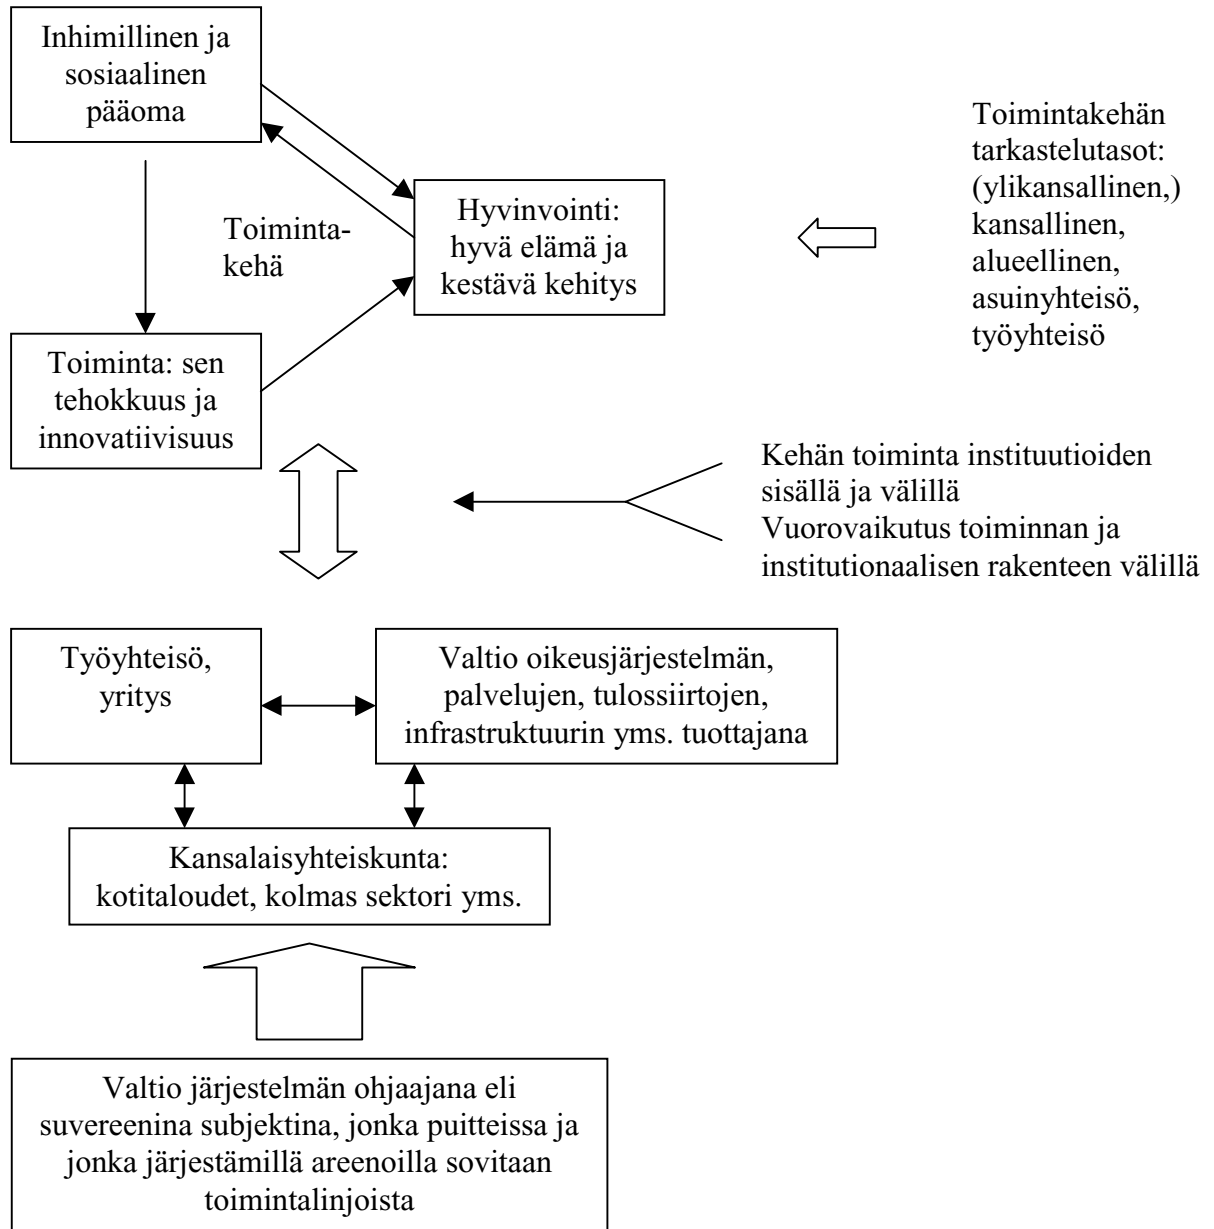 Inhimillinen ja
sosiaalinen
pääoma
Toimintakehän
tarkastelutasot:
(ylikansallinen,)
kansallinen,
alueellinen,
asuinyhteisö,
työyhteisö
Toiminta-
kehä
Hyvinvointi:
hyvä elämä ja
kestävä kehitys
Toiminta: sen
tehokkuus ja
innovatiivisuus
Kehän toiminta instituutioiden
sisällä ja välillä
Vuorovaikutus toiminnan ja
institutionaalisen rakenteen välillä
Työyhteisö,
yritys
Valtio oikeusjärjestelmän,
palvelujen, tulossiirtojen,
infrastruktuurin yms. tuottajana
Kansalaisyhteiskunta:
kotitaloudet, kolmas sektori yms.
Valtio järjestelmän ohjaajana eli
suvereenina subjektina, jonka puitteissa ja
jonka järjestämillä areenoilla sovitaan
toimintalinjoista